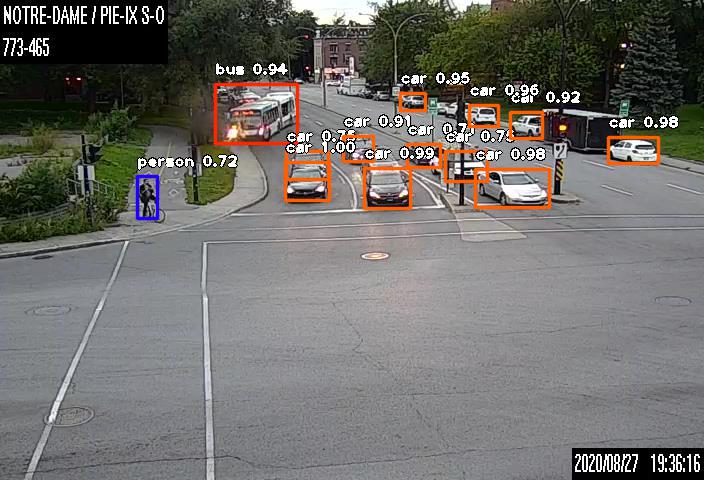 NOTRE-DAME / PIE-IX S-O
773-465
bus 0.94
car 0.95
car 0.96
car 0.92
car 0.91
car 0.98
car 1.00
car 0.99
car 0.98
person 0.72
2020/08/27 19:36:16